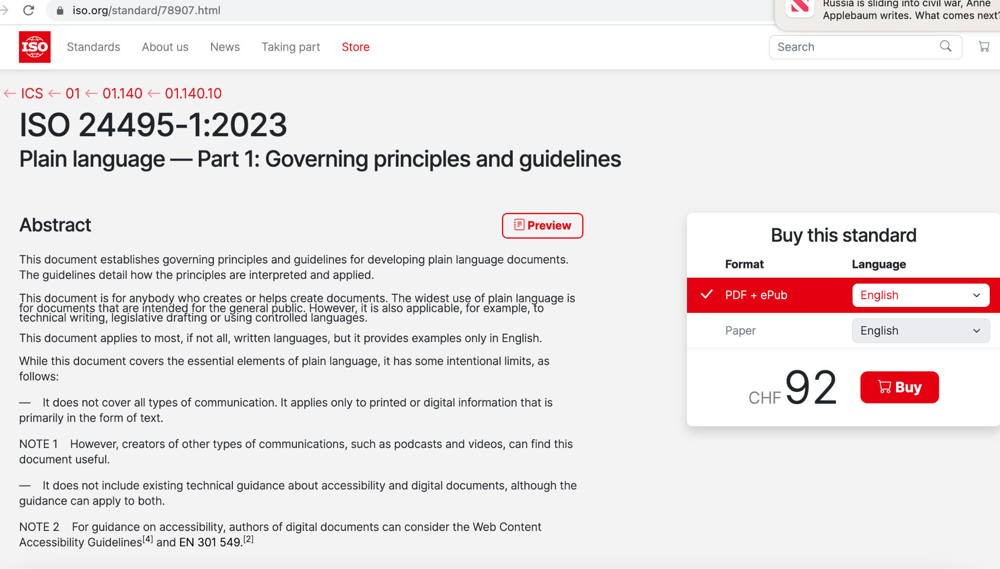 iso.org/standard/78907.html
Russia is sliding into civil war, Anne
Applebaum writes. What comes next?
ISO
Standards
About us
News
Taking part
Store
Search
← ICS ← 01 ← 01.140 ← 01.140.10
ISO 24495-1:2023
Plain language — Part 1: Governing principles and guidelines
Abstract
Preview
This document establishes governing principles and guidelines for developing plain language documents.
The guidelines detail how the principles are interpreted and applied.
This document is for anybody who creates or helps create documents. The widest use of plain language is
for documents that are intended for the general public. However, it is also applicable, for example, to
technical writing, legislative drafting or using controlled languages.
This document applies to most, if not all, written languages, but it provides examples only in English.
While this document covers the essential elements of plain language, it has some intentional limits, as
follows:
— It does not cover all types of communication. It applies only to printed or digital information that is
primarily in the form of text.
NOTE 1 However, creators of other types of communications, such as podcasts and videos, can find this
document useful.
— It does not include existing technical guidance about accessibility and digital documents, although the
guidance can apply to both.
NOTE 2 For guidance on accessibility, authors of digital documents can consider the Web Content
Accessibility Guidelines[4] and EN 301 549.[2]
Buy this standard
Format Language
PDF + ePub English
Paper English
CHF 92 Buy